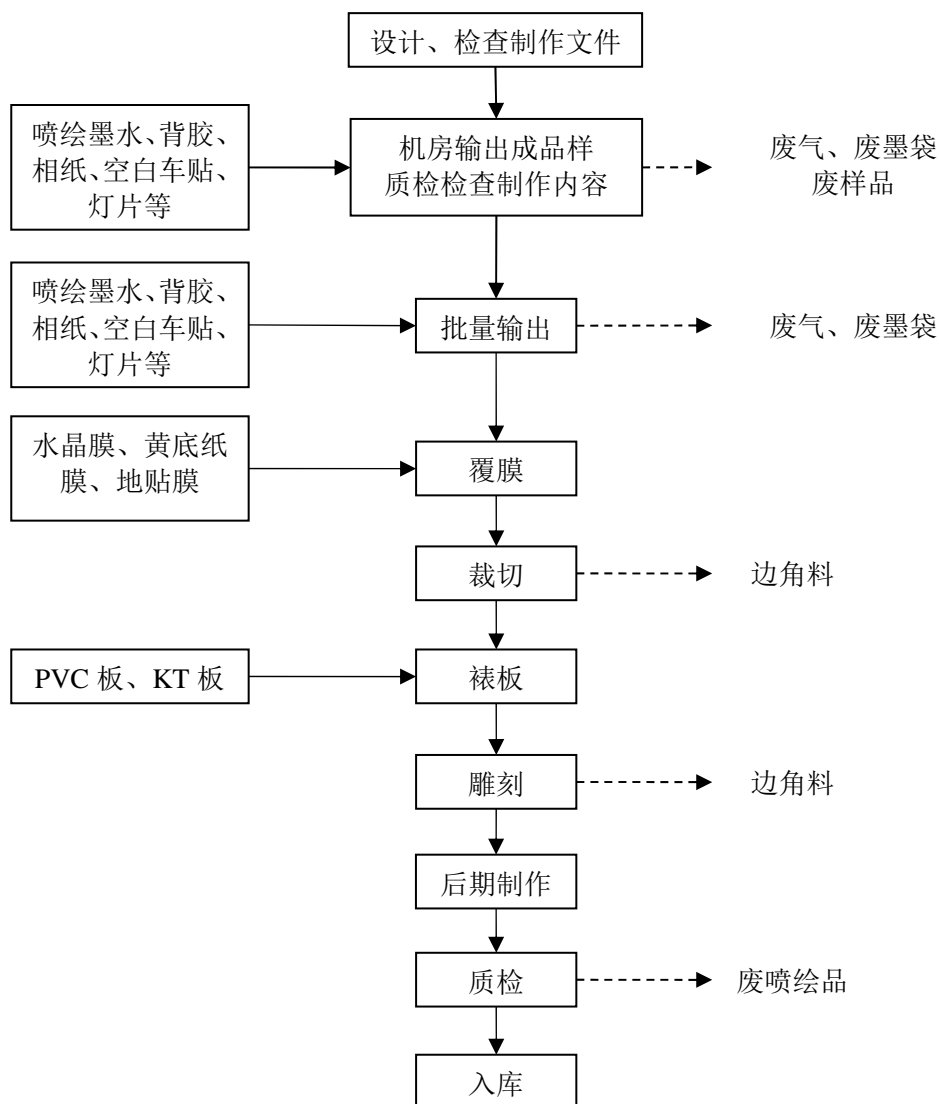 设计、检查制作文件
喷绘墨水、背胶、
相纸、空白车贴、
灯片等
机房输出成品样
质检检查制作内容
废气、废墨袋
废样品
喷绘墨水、背胶、
相纸、空白车贴、
灯片等
批量输出
废气、废墨袋
水晶膜、黄底纸
膜、地贴膜
覆膜
裁切
边角料
PVC 板、KT 板
裱板
雕刻
边角料
后期制作
质检
废喷绘品
入库